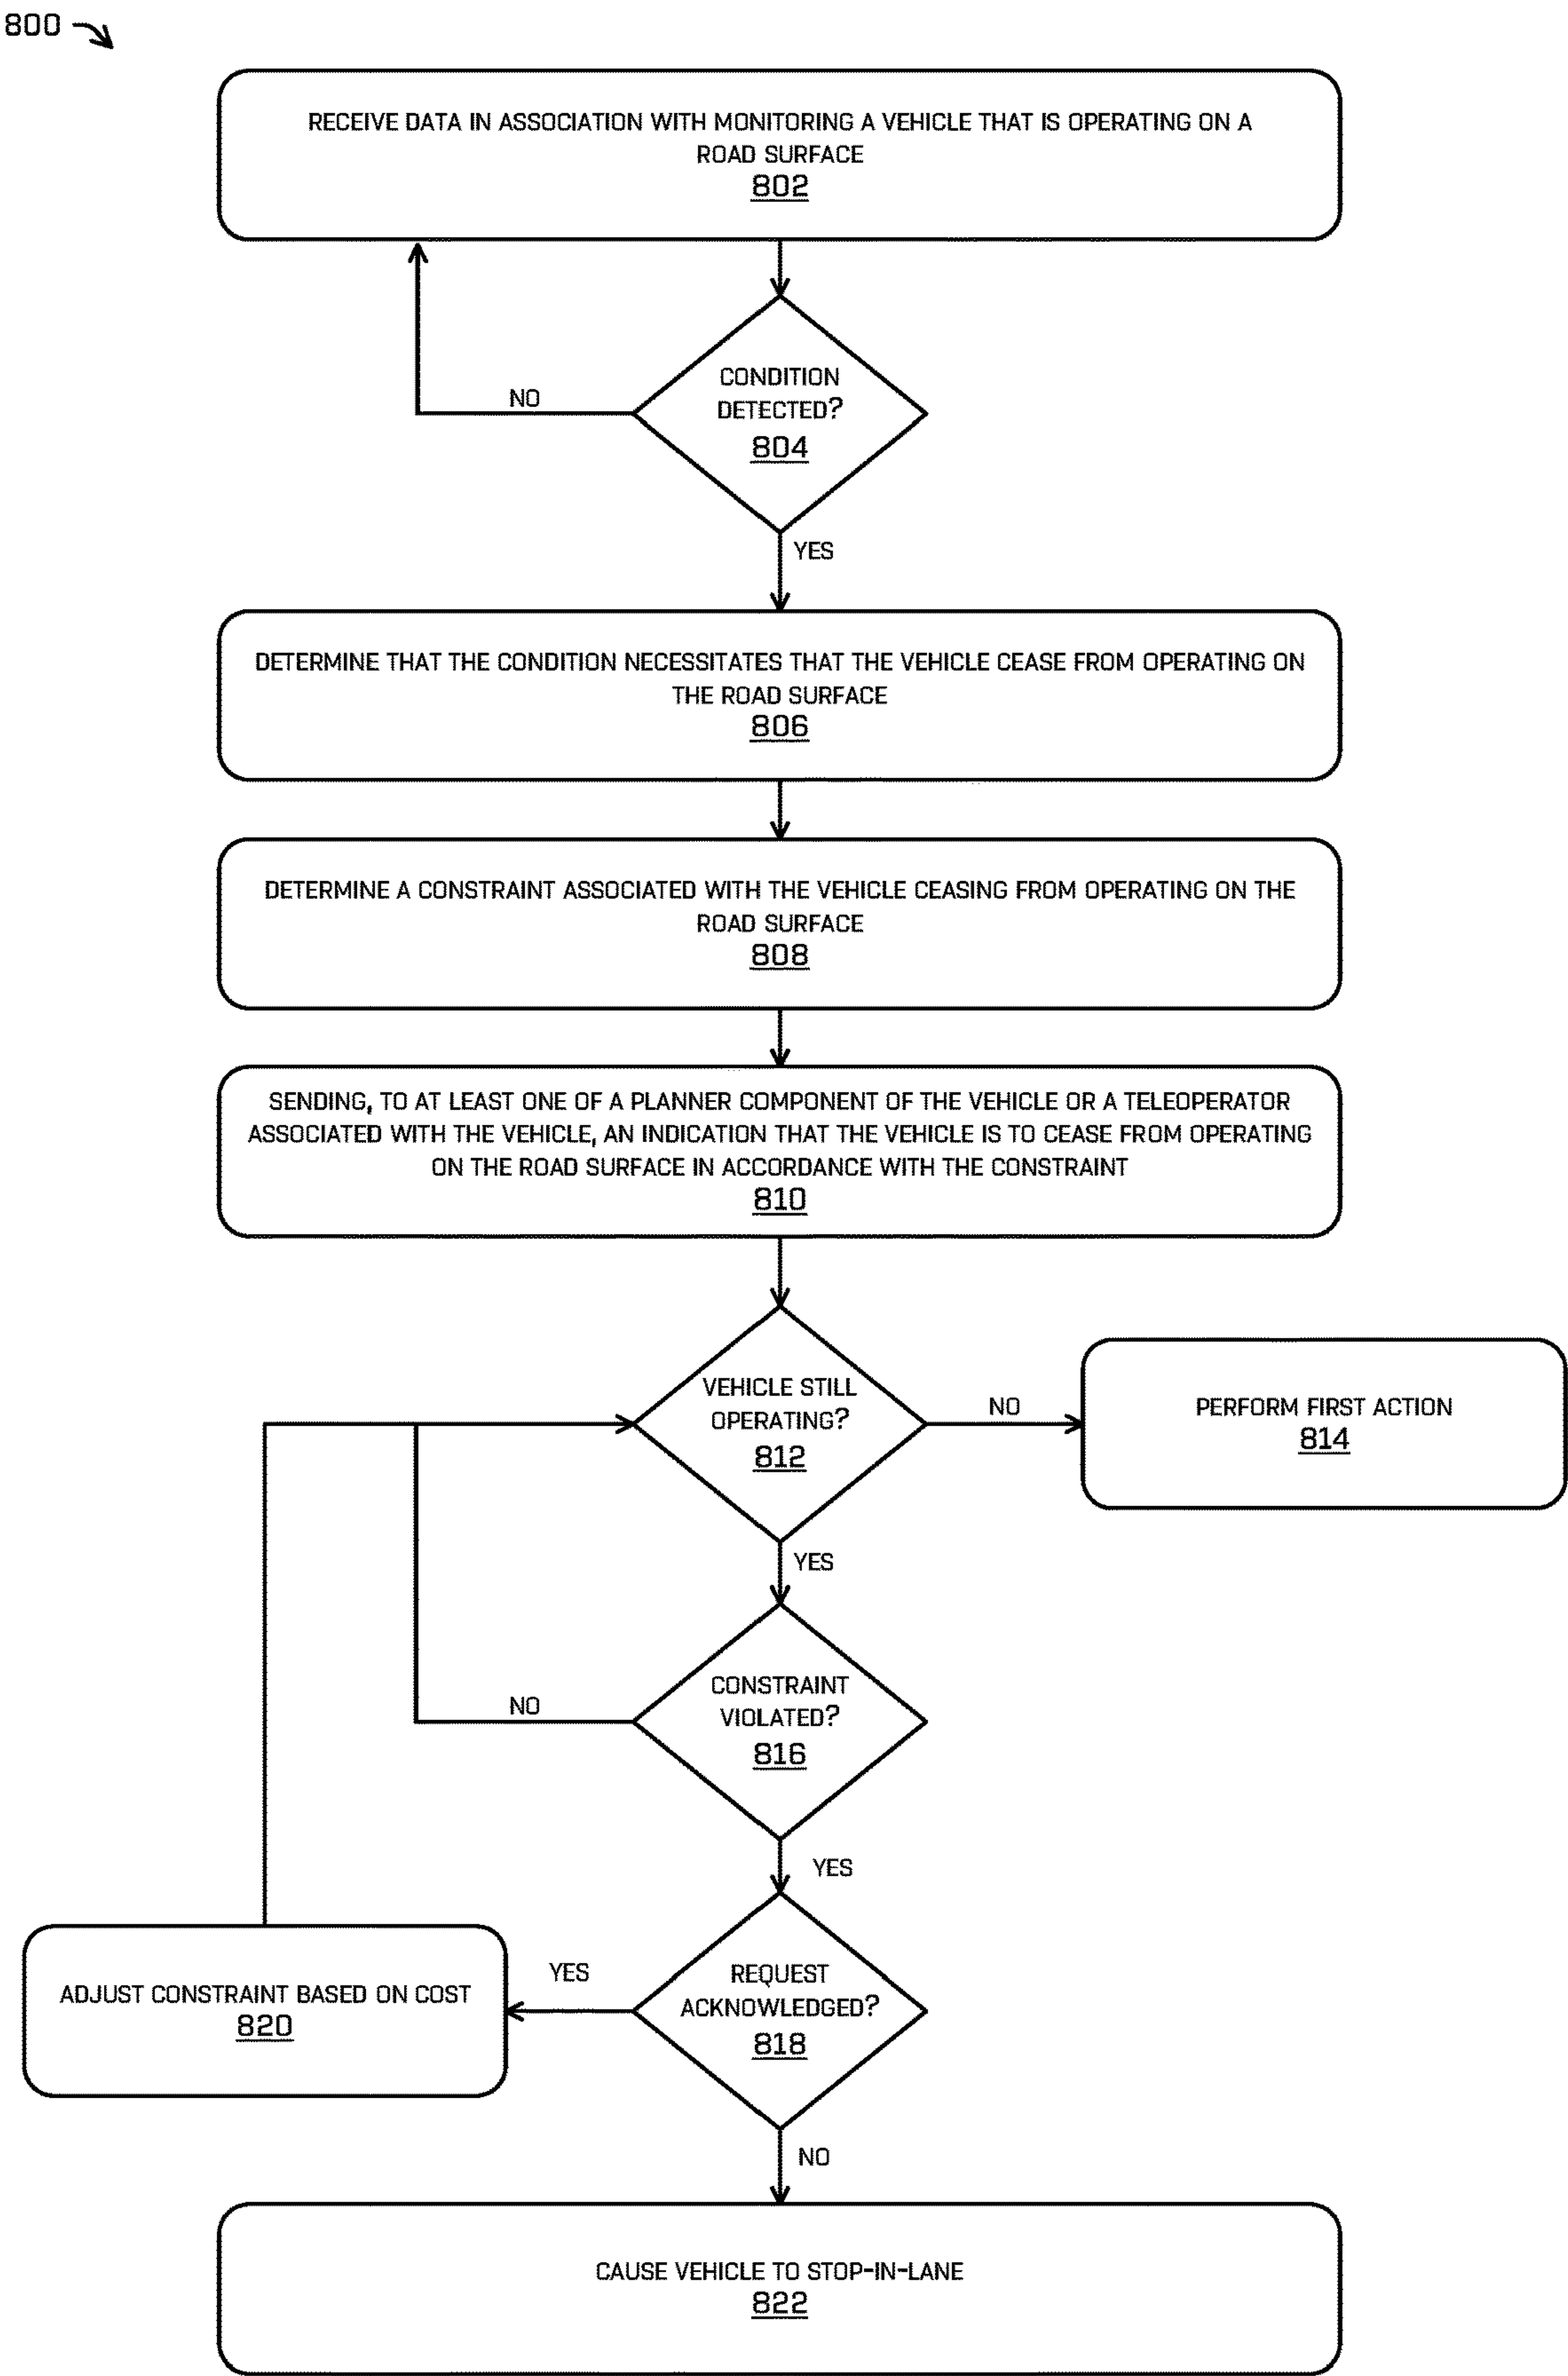 800
RECEIVE DATA IN ASSOCIATION WITH MONITORING A VEHICLE THAT IS OPERATING ON A
ROAD SURFACE
802
CONDITION
DETECTED?
804
NO
YES
DETERMINE THAT THE CONDITION NECESSITATES THAT THE VEHICLE CEASE FROM OPERATING ON
THE ROAD SURFACE
806
DETERMINE A CONSTRAINT ASSOCIATED WITH THE VEHICLE CEASING FROM OPERATING ON THE
ROAD SURFACE
808
SENDING, TO AT LEAST ONE OF A PLANNER COMPONENT OF THE VEHICLE OR A TELEOPERATOR
ASSOCIATED WITH THE VEHICLE, AN INDICATION THAT THE VEHICLE IS TO CEASE FROM OPERATING
ON THE ROAD SURFACE IN ACCORDANCE WITH THE CONSTRAINT
810
VEHICLE STILL
OPERATING?
812
NO
PERFORM FIRST ACTION
814
YES
CONSTRAINT
VIOLATED?
816
NO
YES
REQUEST
ACKNOWLEDGED?
818
YES
ADJUST CONSTRAINT BASED ON COST
820
NO
CAUSE VEHICLE TO STOP-IN-LANE
822